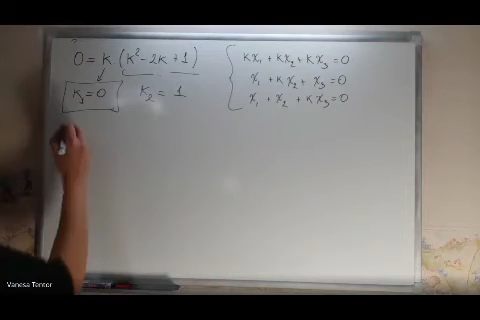 0 = K (K² - 2K + 1)
K₁ = 0 K₂ = 1
Kx₁ + Kx₂ + Kx₃ = 0
x₁ + Kx₂ + x₃ = 0
x₁ + x₂ + Kx₃ = 0
Vanesa Tentor